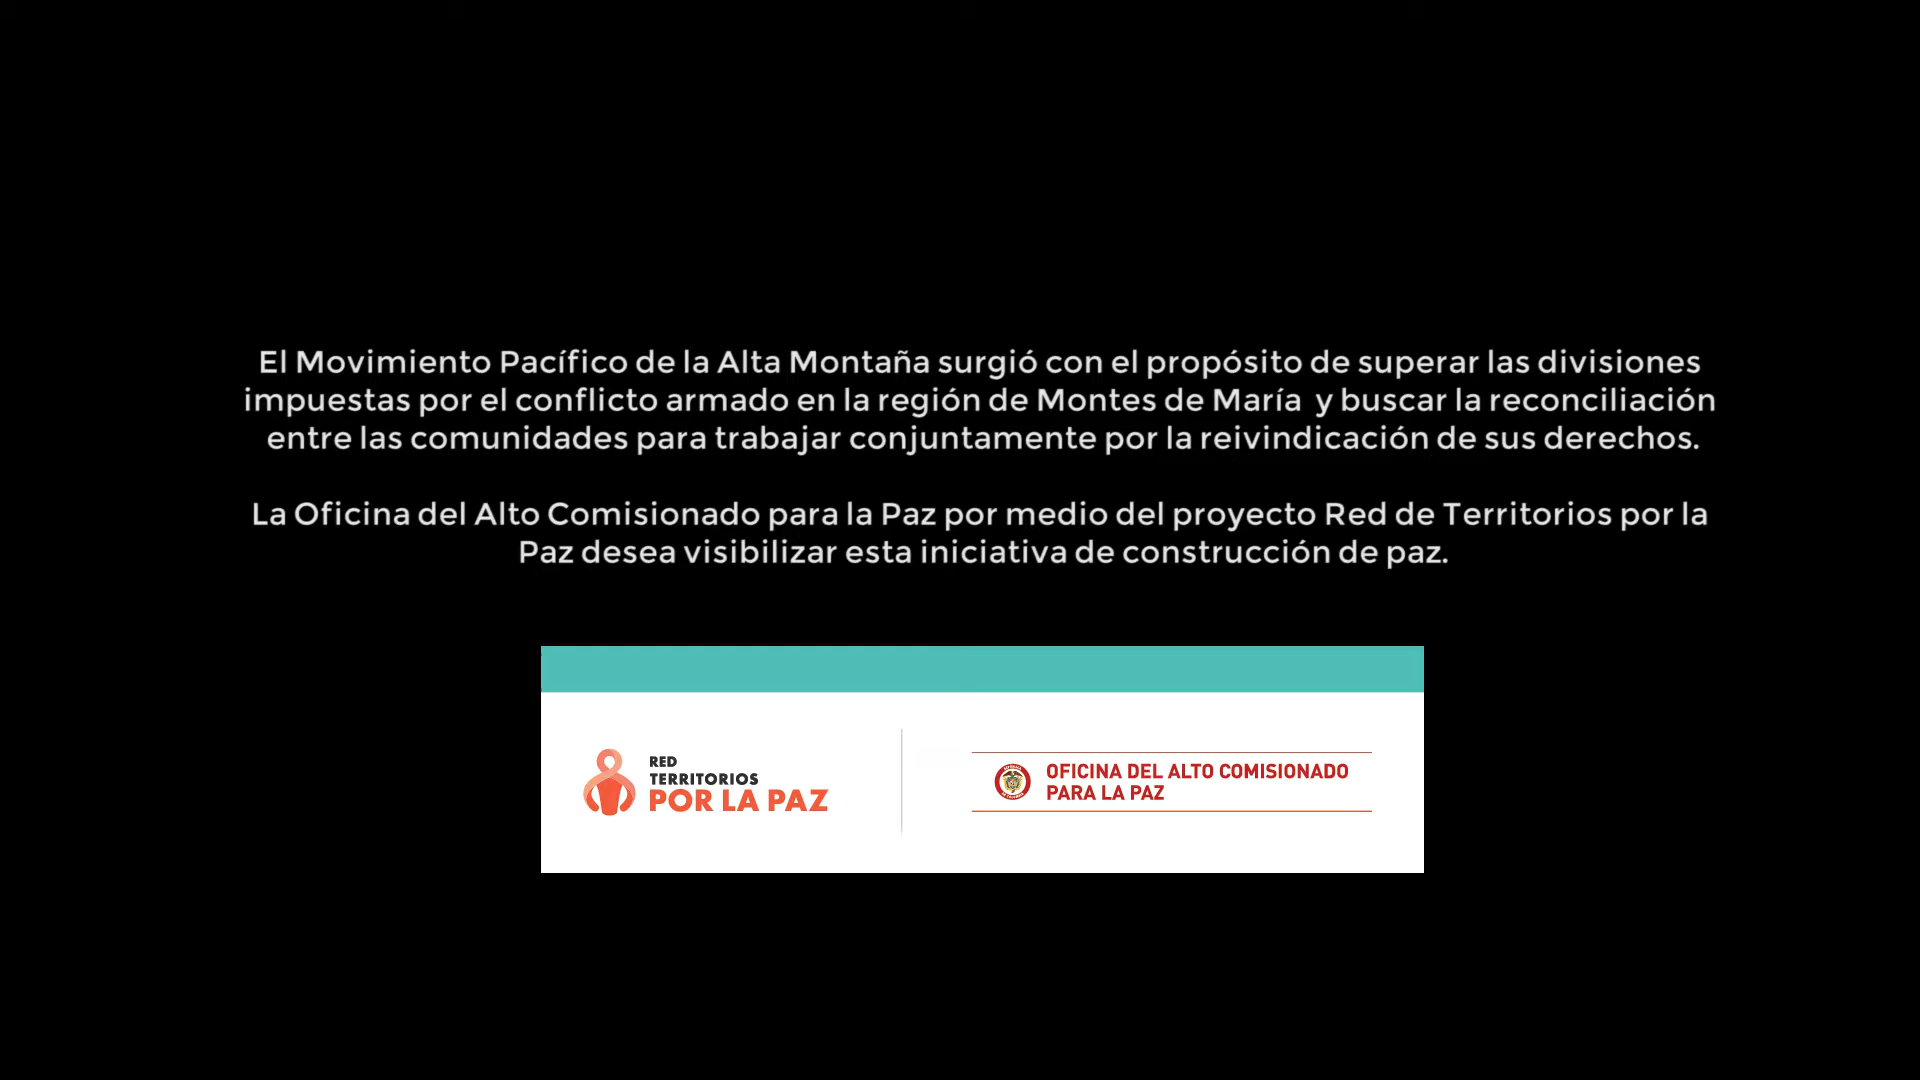 El Movimiento Pacífico de la Alta Montaña surgió con el propósito de superar las divisiones
impuestas por el conflicto armado en la región de Montes de María y buscar la reconciliación
entre las comunidades para trabajar conjuntamente por la reivindicación de sus derechos.
La Oficina del Alto Comisionado para la Paz por medio del proyecto Red de Territorios por la
Paz desea visibilizar esta iniciativa de construcción de paz.
RED
TERRITORIOS
POR LA PAZ
OFICINA DEL ALTO COMISIONADO
PARA LA PAZ